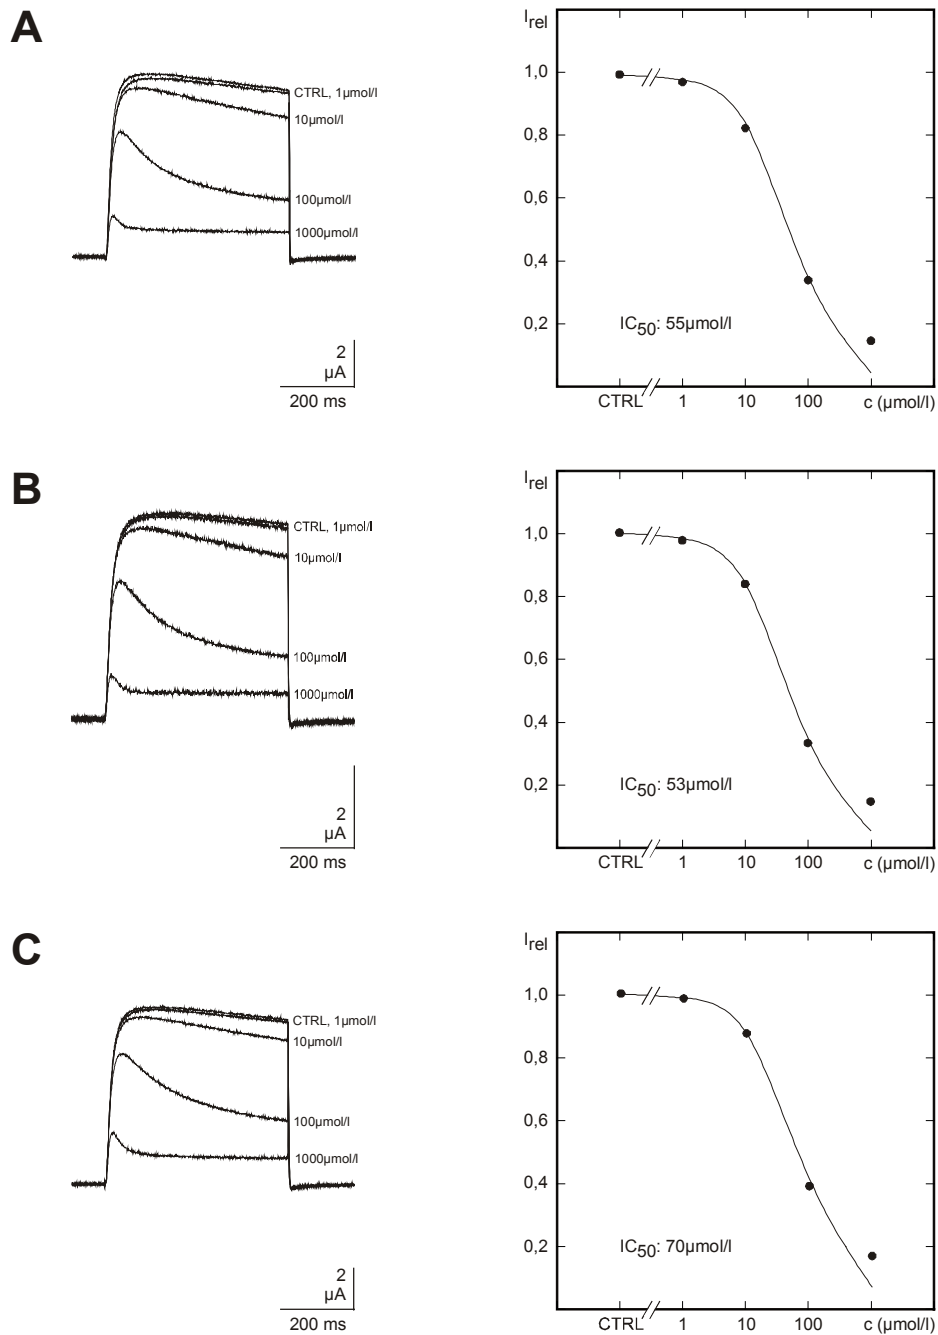 A
CTRL, 1µmol/l
10µmol/l
100µmol/l
1000µmol/l
2
µA
200 ms
Irel
1,0
0,8
0,6
0,4
0,2
IC50: 55µmol/l
CTRL 1 10 100 c (µmol/l)
B
CTRL, 1µmol/l
10µmol/l
100µmol/l
1000µmol/l
2
µA
200 ms
Irel
1,0
0,8
0,6
0,4
0,2
IC50: 53µmol/l
CTRL 1 10 100 c (µmol/l)
C
CTRL, 1µmol/l
10µmol/l
100µmol/l
1000µmol/l
2
µA
200 ms
Irel
1,0
0,8
0,6
0,4
0,2
IC50: 70µmol/l
CTRL 1 10 100 c (µmol/l)